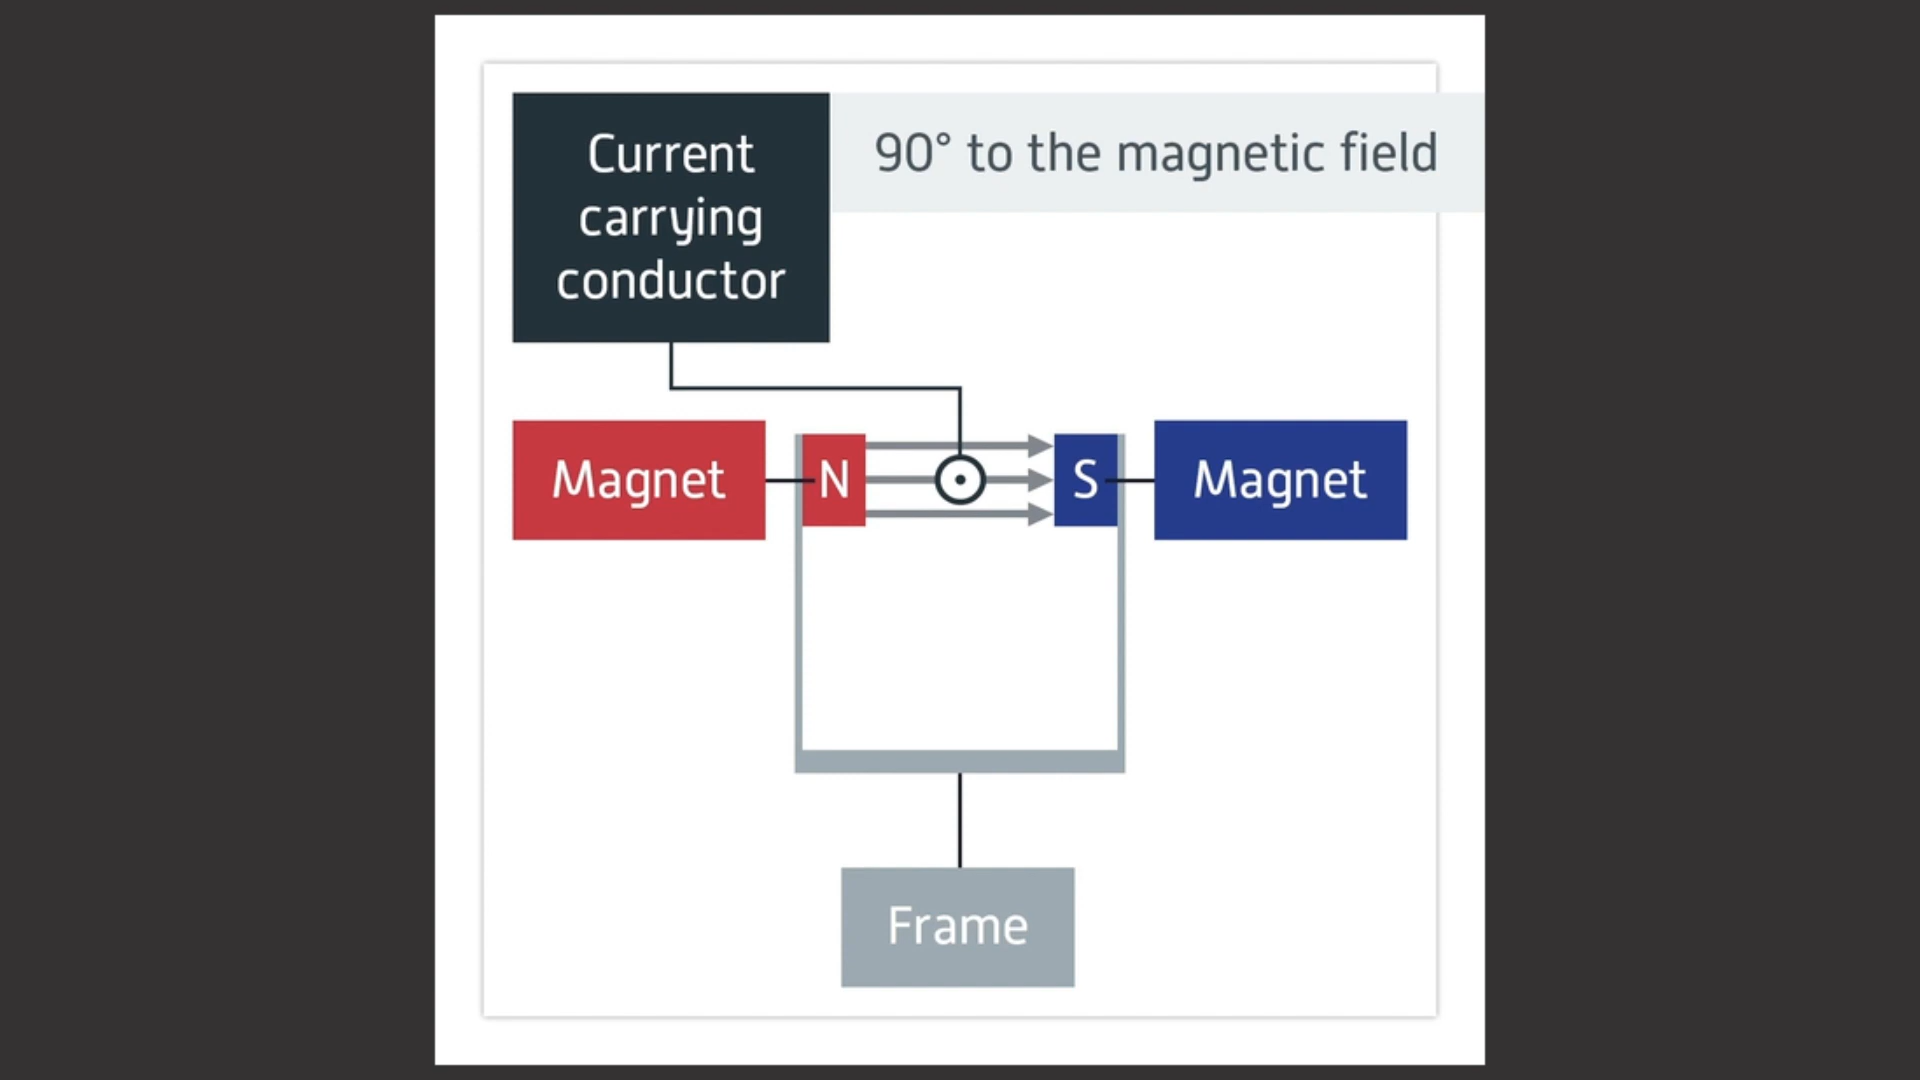 Current
carrying
conductor
90° to the magnetic field
Magnet
N
S
Magnet
Frame